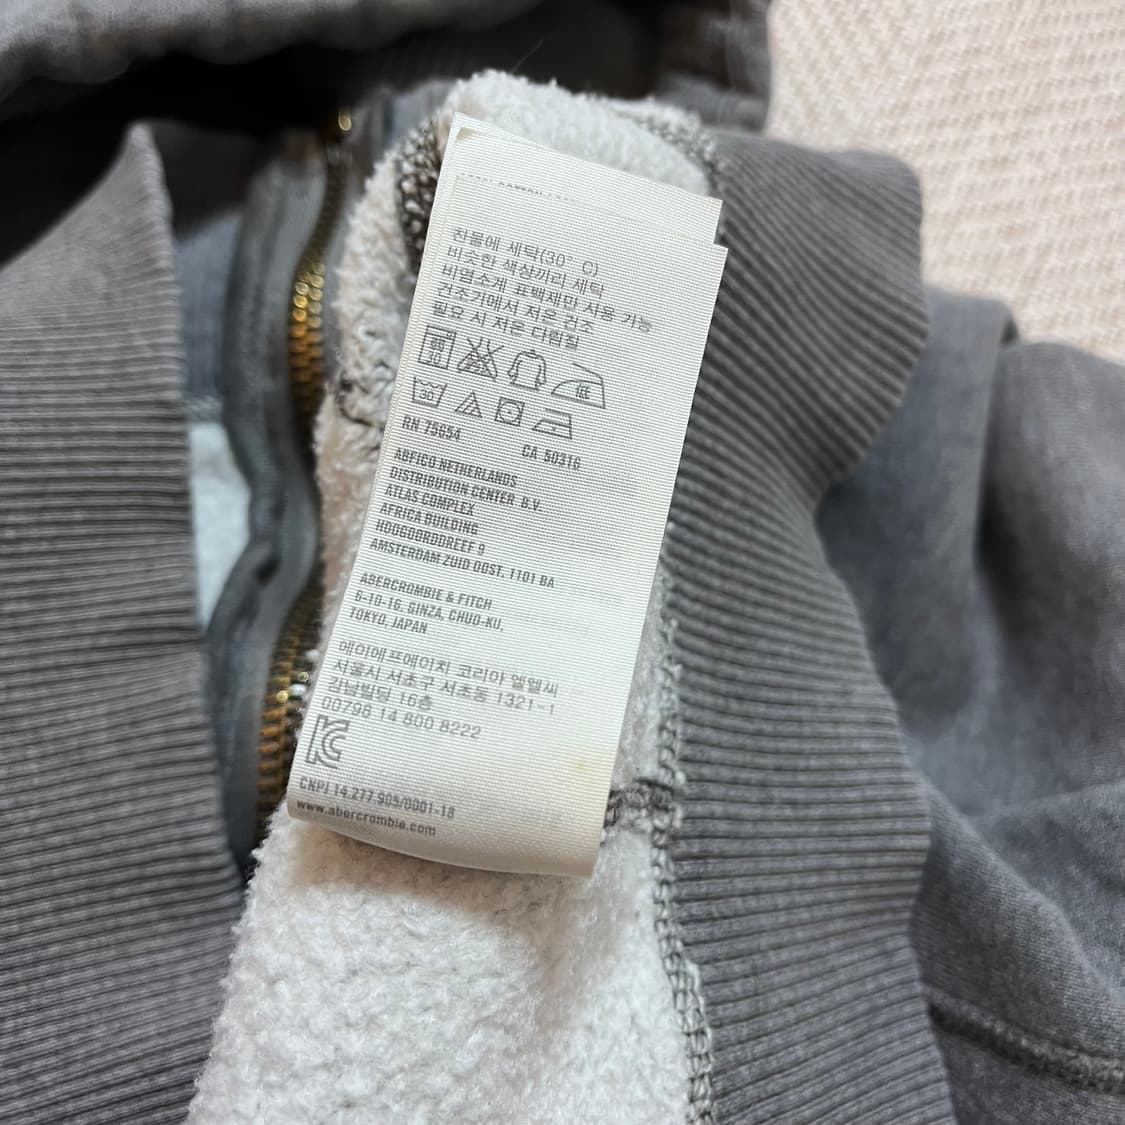 찬물에 세탁(30° C)
비슷한 색상끼리 세탁
비염소계 표백세만 사용 가능
건조기에서 저온 건조
필요 시 저온 다림질
30
低
30
RN 75654 CA 50316
ABFICO NETHERLANDS
DISTRIBUTION CENTER B.V.
ATLAS COMPLEX
AFRICA BUILDING
HOOGOORDDREEF 9
AMSTERDAM ZUID OOST, 1101 BA
ABERCROMBIE & FITCH
6-10-16, GINZA, CHUO-KU,
TOKYO, JAPAN
에이에프에이치 코리아 엘엘씨
서울시 서초구 서초동 1321-1
강남빌딩 16층
00798 14 800 8222
CNPJ 14.277.905/0001-18
www.abercrombie.com